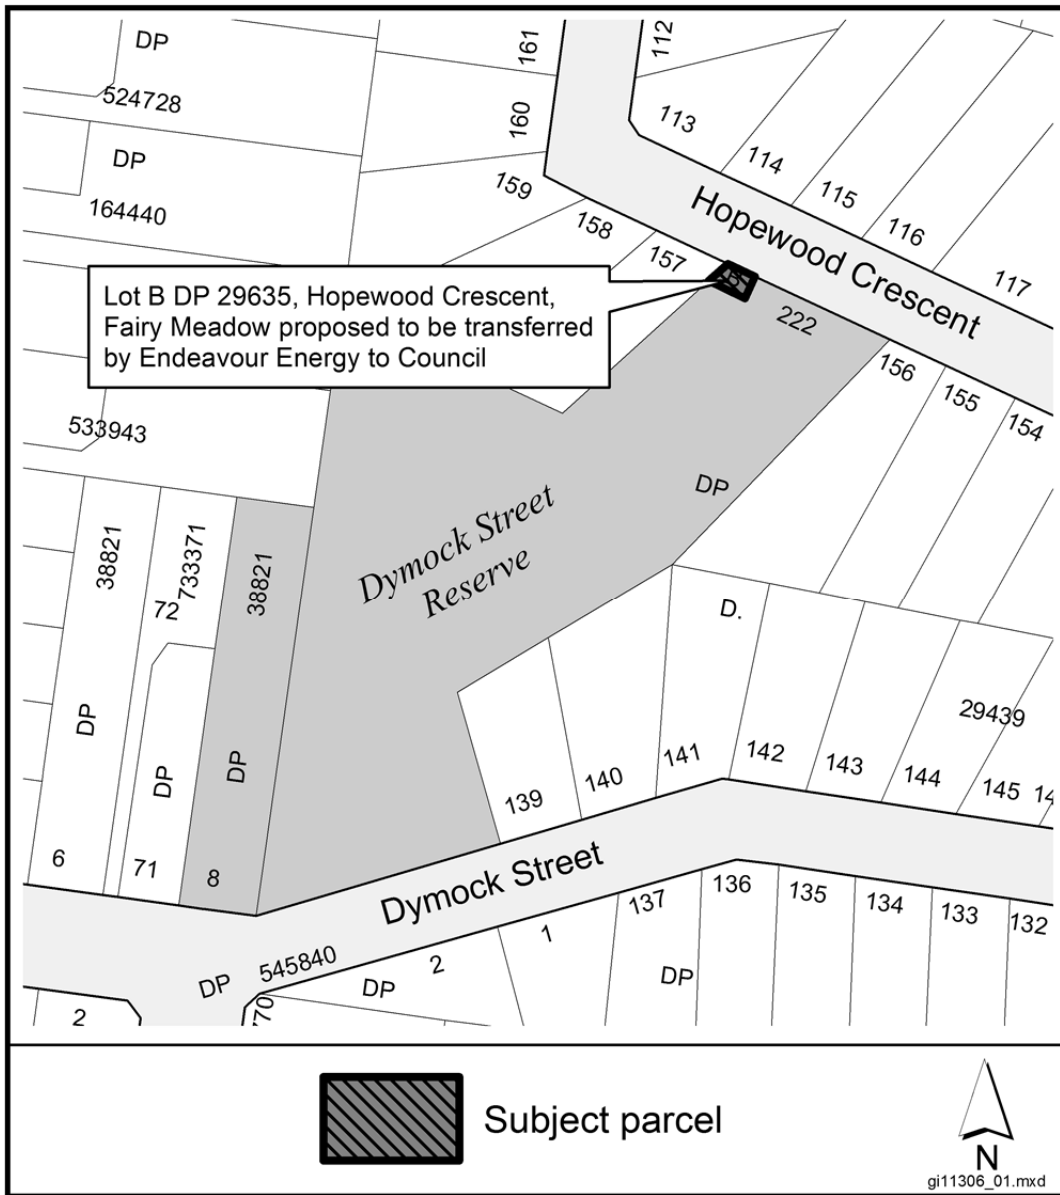 DP
524728
DP
164440
161
160
159
158
157
112
113
114
115
116
117
Hopewood Crescent
B
222
156
155
154
Lot B DP 29635, Hopewood Crescent,
Fairy Meadow proposed to be transferred
by Endeavour Energy to Council
533943
DP
Dymock Street
Reserve
38821
DP
6
72
733371
DP
71
38821
DP
8
D.
29439
139
140
141
142
143
144
145
14
Dymock Street
DP
545840
2
1
137
136
135
134
133
132
DP
DP
2
770
Subject parcel
N
gi11306_01.mxd